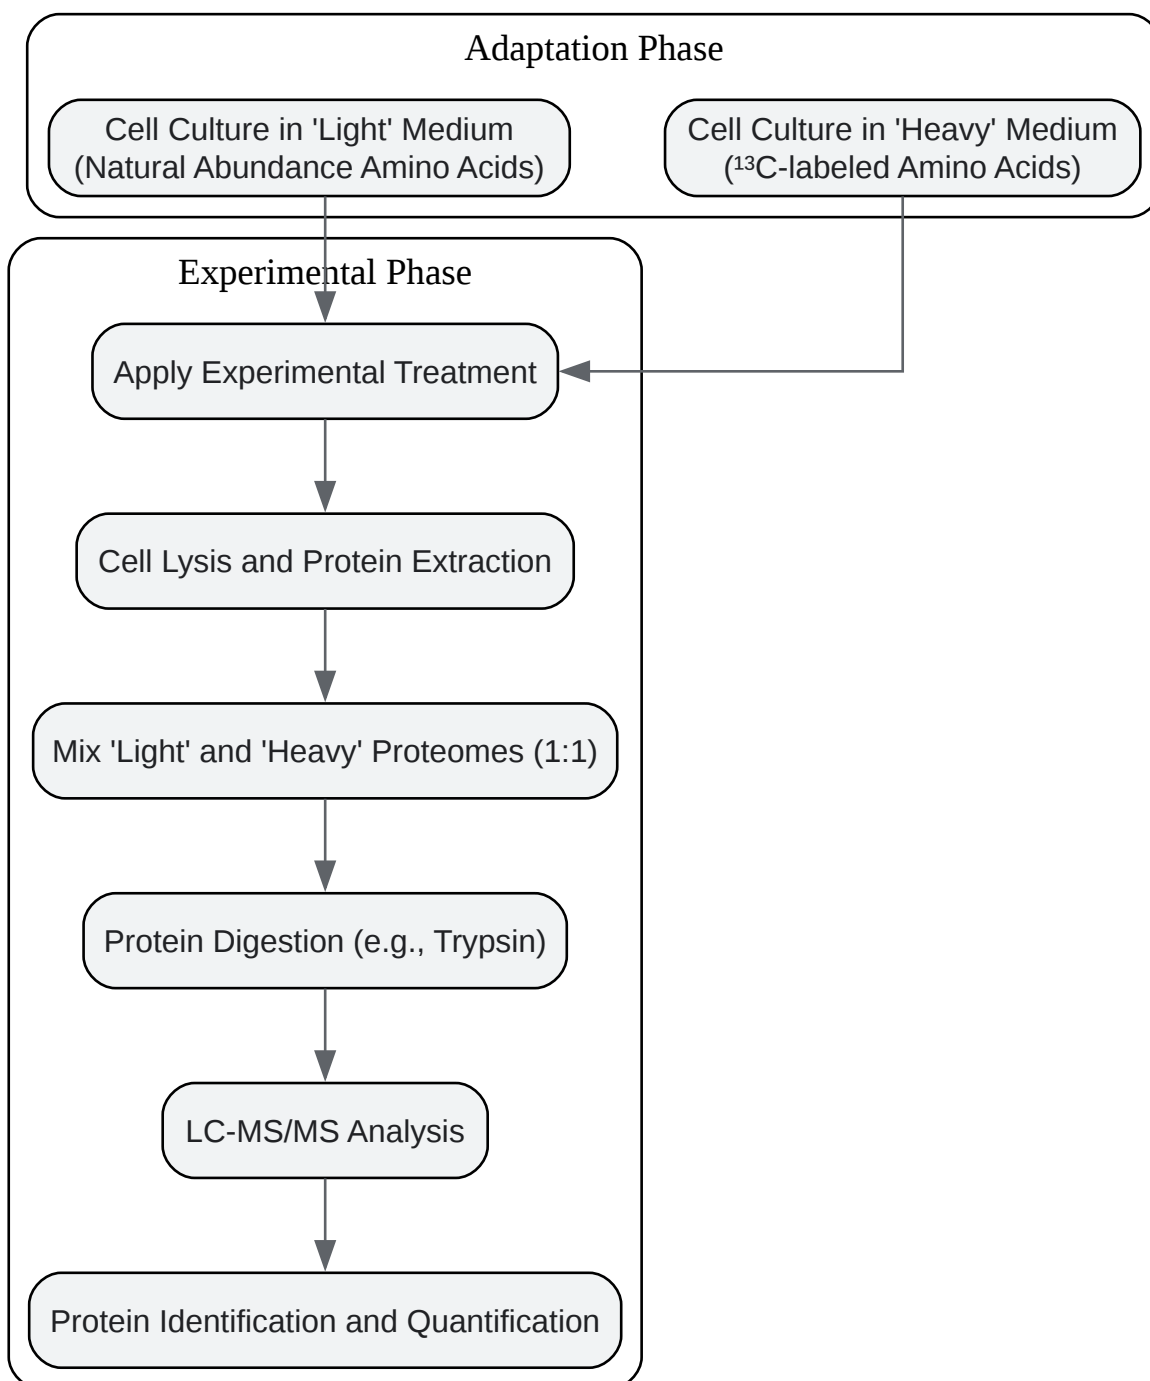 Adaptation Phase
Cell Culture in 'Light' Medium
(Natural Abundance Amino Acids)
Cell Culture in 'Heavy' Medium
(¹³C-labeled Amino Acids)
Experimental Phase
Apply Experimental Treatment
Cell Lysis and Protein Extraction
Mix 'Light' and 'Heavy' Proteomes (1:1)
Protein Digestion (e.g., Trypsin)
LC-MS/MS Analysis
Protein Identification and Quantification